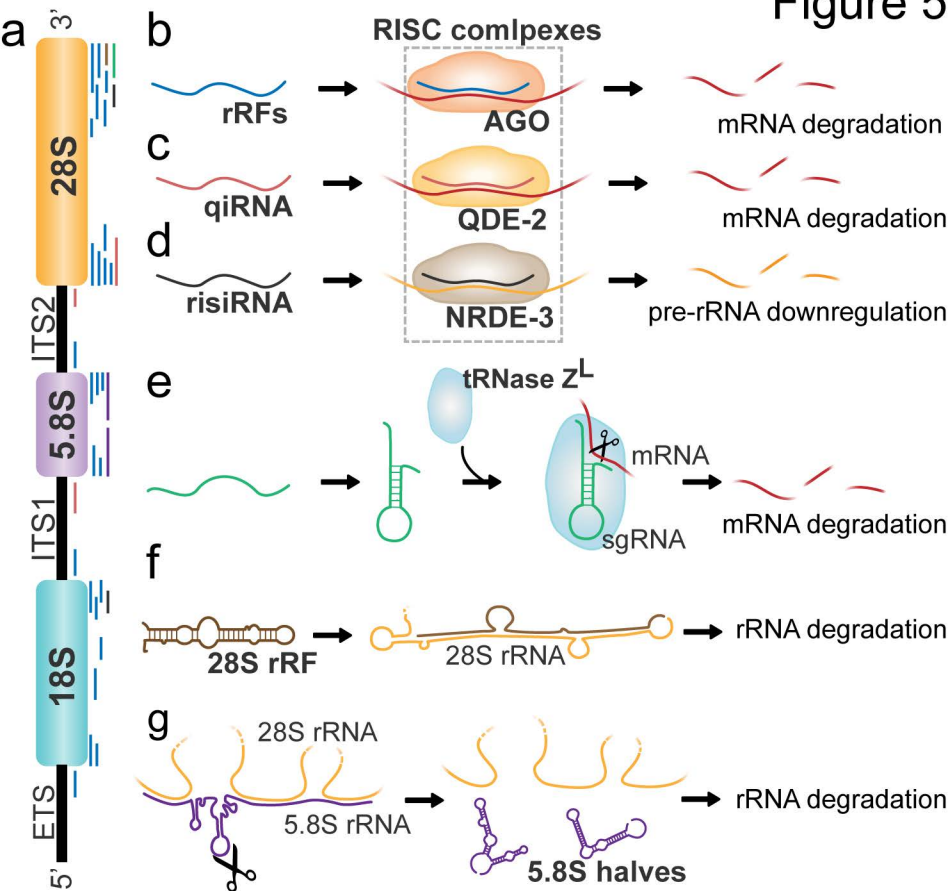 Figure 5
a
3'
28S
ITS2
5.8S
ITS1
18S
ETS
5'
b
RISC comlpexes
rRFs
AGO
mRNA degradation
c
qiRNA
QDE-2
mRNA degradation
d
risiRNA
NRDE-3
pre-rRNA downregulation
e
tRNase Z^L
mRNA
sgRNA
mRNA degradation
f
28S rRF
28S rRNA
rRNA degradation
g
28S rRNA
5.8S rRNA
5.8S halves
rRNA degradation